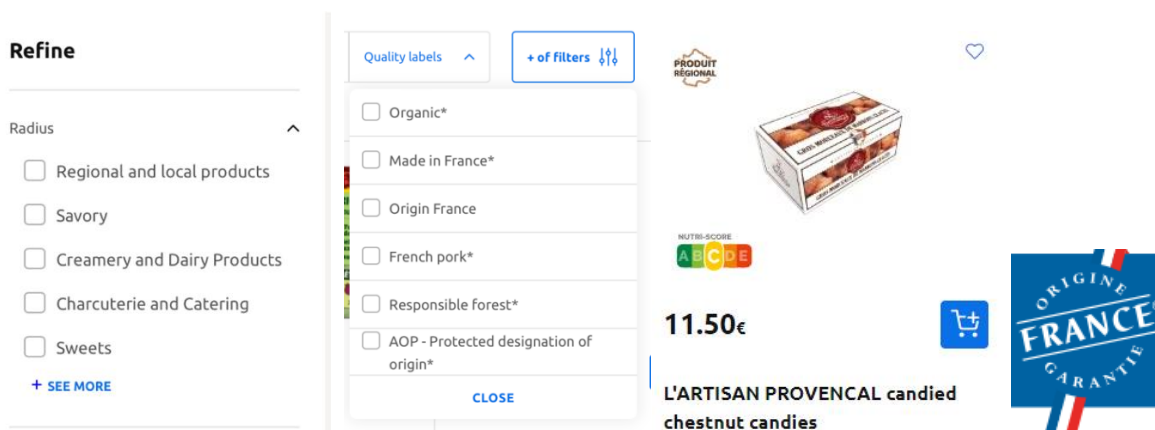 Refine
Radius
Regional and local products
Savory
Creamery and Dairy Products
Charcuterie and Catering
Sweets
+ SEE MORE
Quality labels
+ of filters
Organic*
Made in France*
Origin France
French pork*
Responsible forest*
AOP - Protected designation of
origin*
CLOSE
PRODUIT
RÉGIONAL
NUTRI-SCORE
A B C D E
11.50€
L'ARTISAN PROVENCAL candied
chestnut candies
ORIGINE
FRANCE
GARANTIE